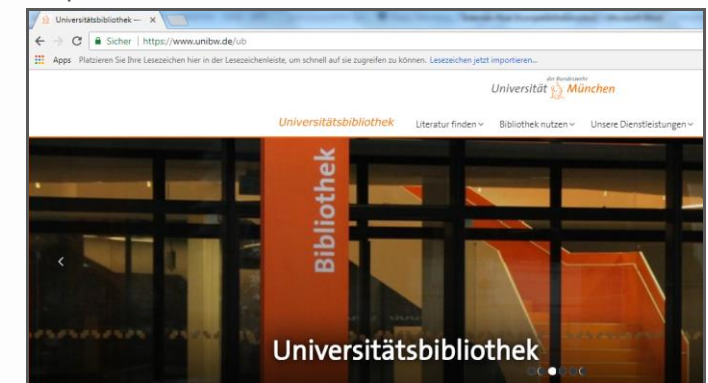 Universitätsbibliothek —
Sicher | https://www.unibw.de/ub
Apps Platzieren Sie Ihre Lesezeichen hier in der Lesezeichenleiste, um schnell auf sie zugreifen zu können. Lesezeichen jetzt importieren...
der Bundeswehr
Universität München
Universitätsbibliothek Literatur finden Bibliothek nutzen Unsere Dienstleistungen
Bibliothek
Universitätsbibliothek